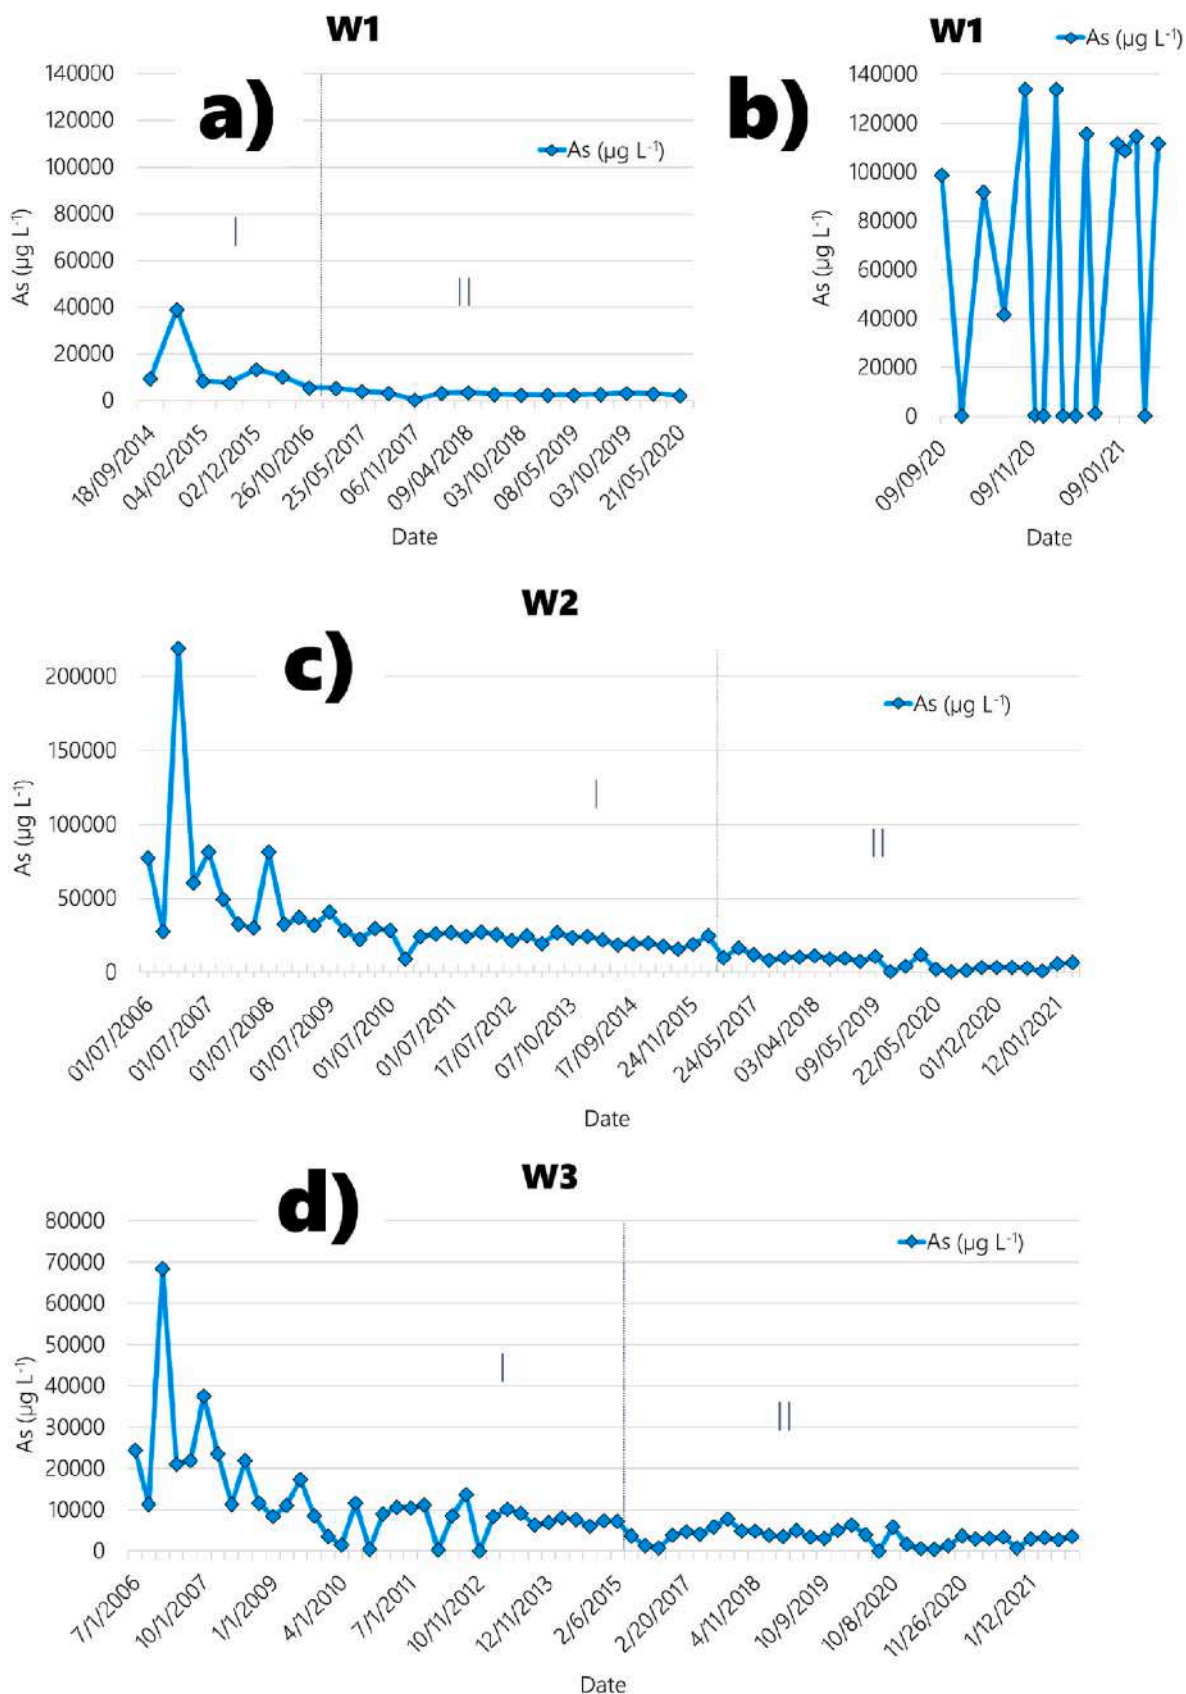 W1
a)
As (µg L⁻¹)
140000
120000
100000
80000
60000
40000
20000
0
As (µg L⁻¹)
I
II
18/09/2014
04/02/2015
02/12/2015
26/10/2016
25/05/2017
06/11/2017
09/04/2018
03/10/2018
08/05/2019
03/10/2019
21/05/2020
Date
W1
b)
As (µg L⁻¹)
140000
120000
100000
80000
60000
40000
20000
0
As (µg L⁻¹)
09/09/20
09/11/20
09/01/21
Date
W2
c)
As (µg L⁻¹)
200000
150000
100000
50000
0
As (µg L⁻¹)
I
II
01/07/2006
01/07/2007
01/07/2008
01/07/2009
01/07/2010
01/07/2011
17/07/2012
07/10/2013
17/09/2014
24/11/2015
24/05/2017
03/04/2018
09/05/2019
22/05/2020
01/12/2020
12/01/2021
Date
W3
d)
As (µg L⁻¹)
80000
70000
60000
50000
40000
30000
20000
10000
0
As (µg L⁻¹)
I
II
7/1/2006
10/1/2007
1/1/2009
4/1/2010
7/1/2011
10/11/2012
12/11/2013
2/6/2015
2/20/2017
4/11/2018
10/9/2019
10/8/2020
11/26/2020
1/12/2021
Date